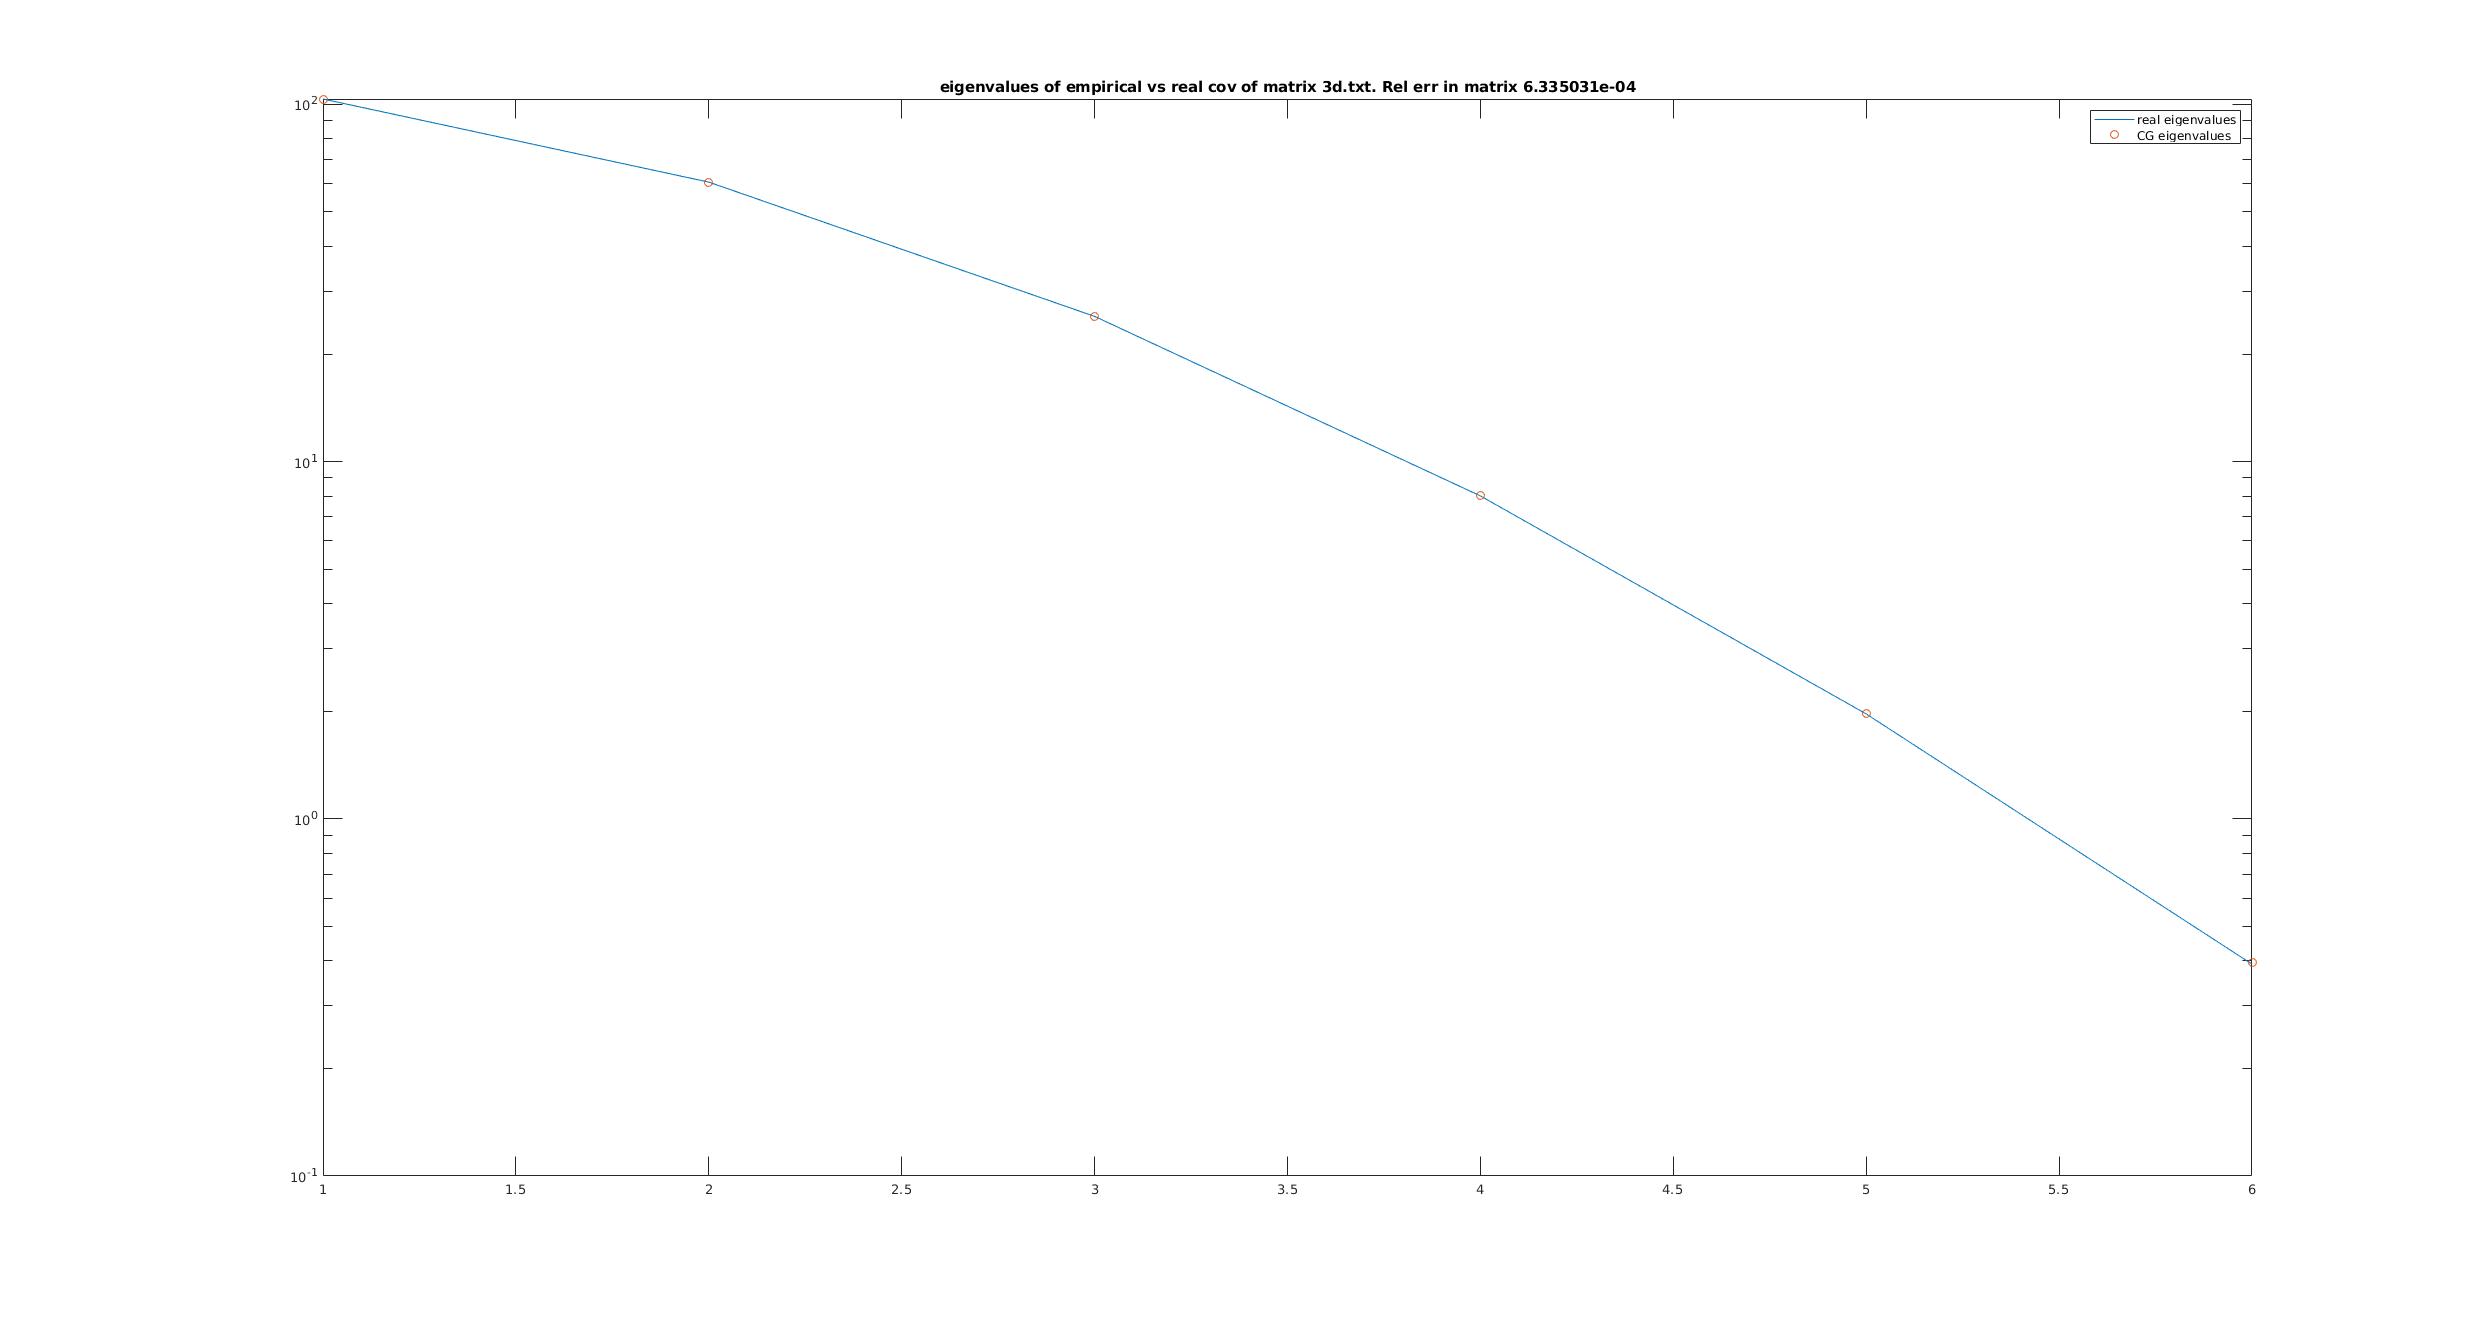 eigenvalues of empirical vs real cov of matrix 3d.txt. Rel err in matrix 6.335031e-04
real eigenvalues
CG eigenvalues
10^2
10^1
10^0
10^-1
1 1.5 2 2.5 3 3.5 4 4.5 5 5.5 6